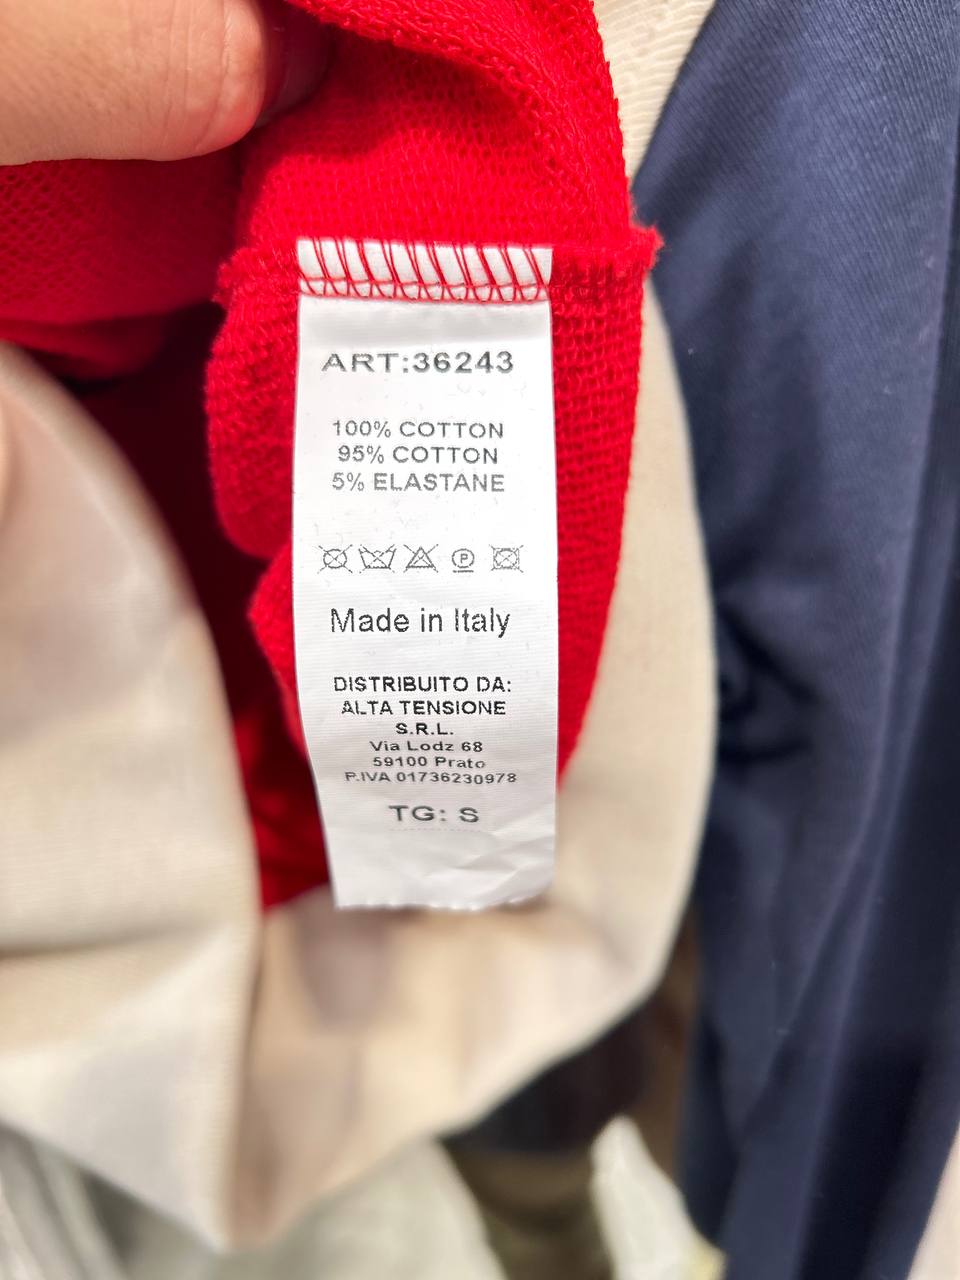 ART:36243
100% COTTON
95% COTTON
5% ELASTANE
P
Made in Italy
DISTRIBUITO DA:
ALTA TENSIONE
S.R.L.
Via Lodz 68
59100 Prato
P.IVA 01736230978
TG: S